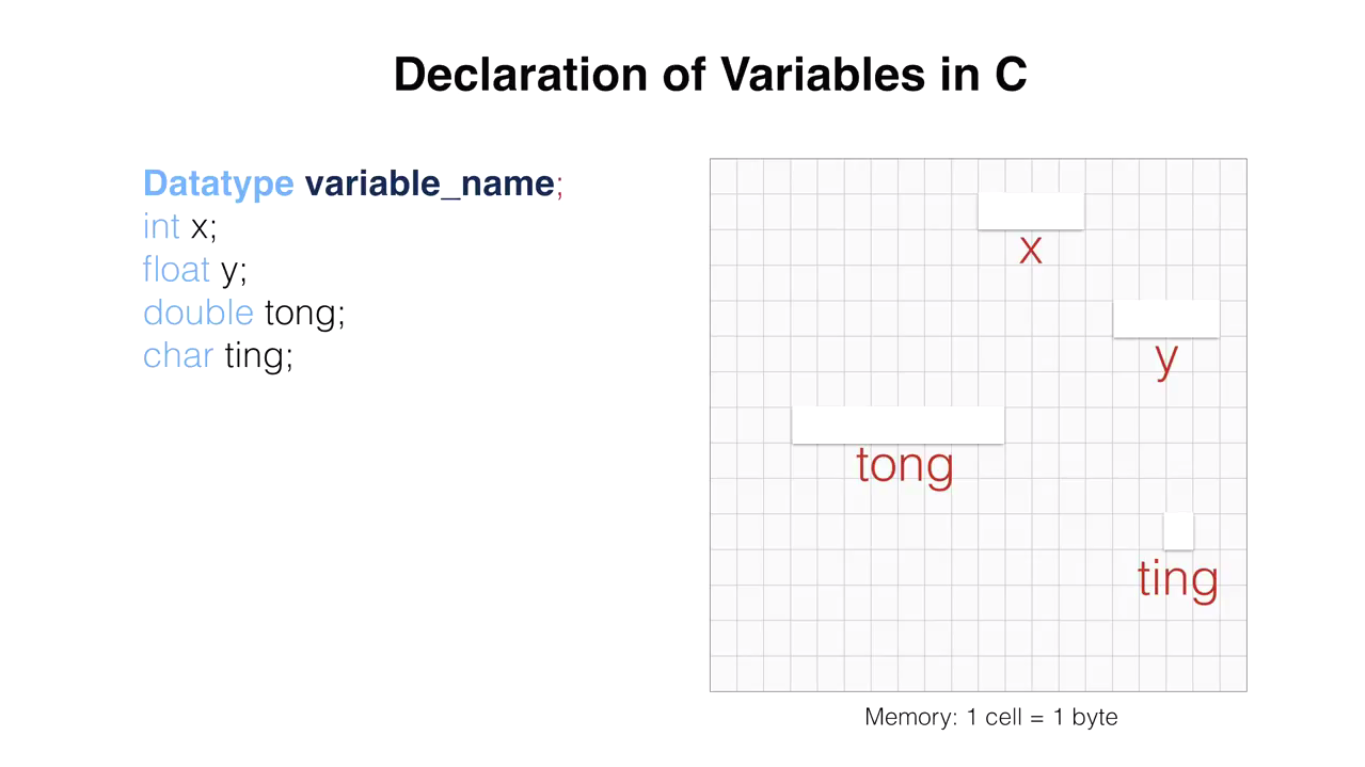 Declaration of Variables in C
Datatype variable_name;
int x;
float y;
double tong;
char ting;
x
y
tong
ting
Memory: 1 cell = 1 byte